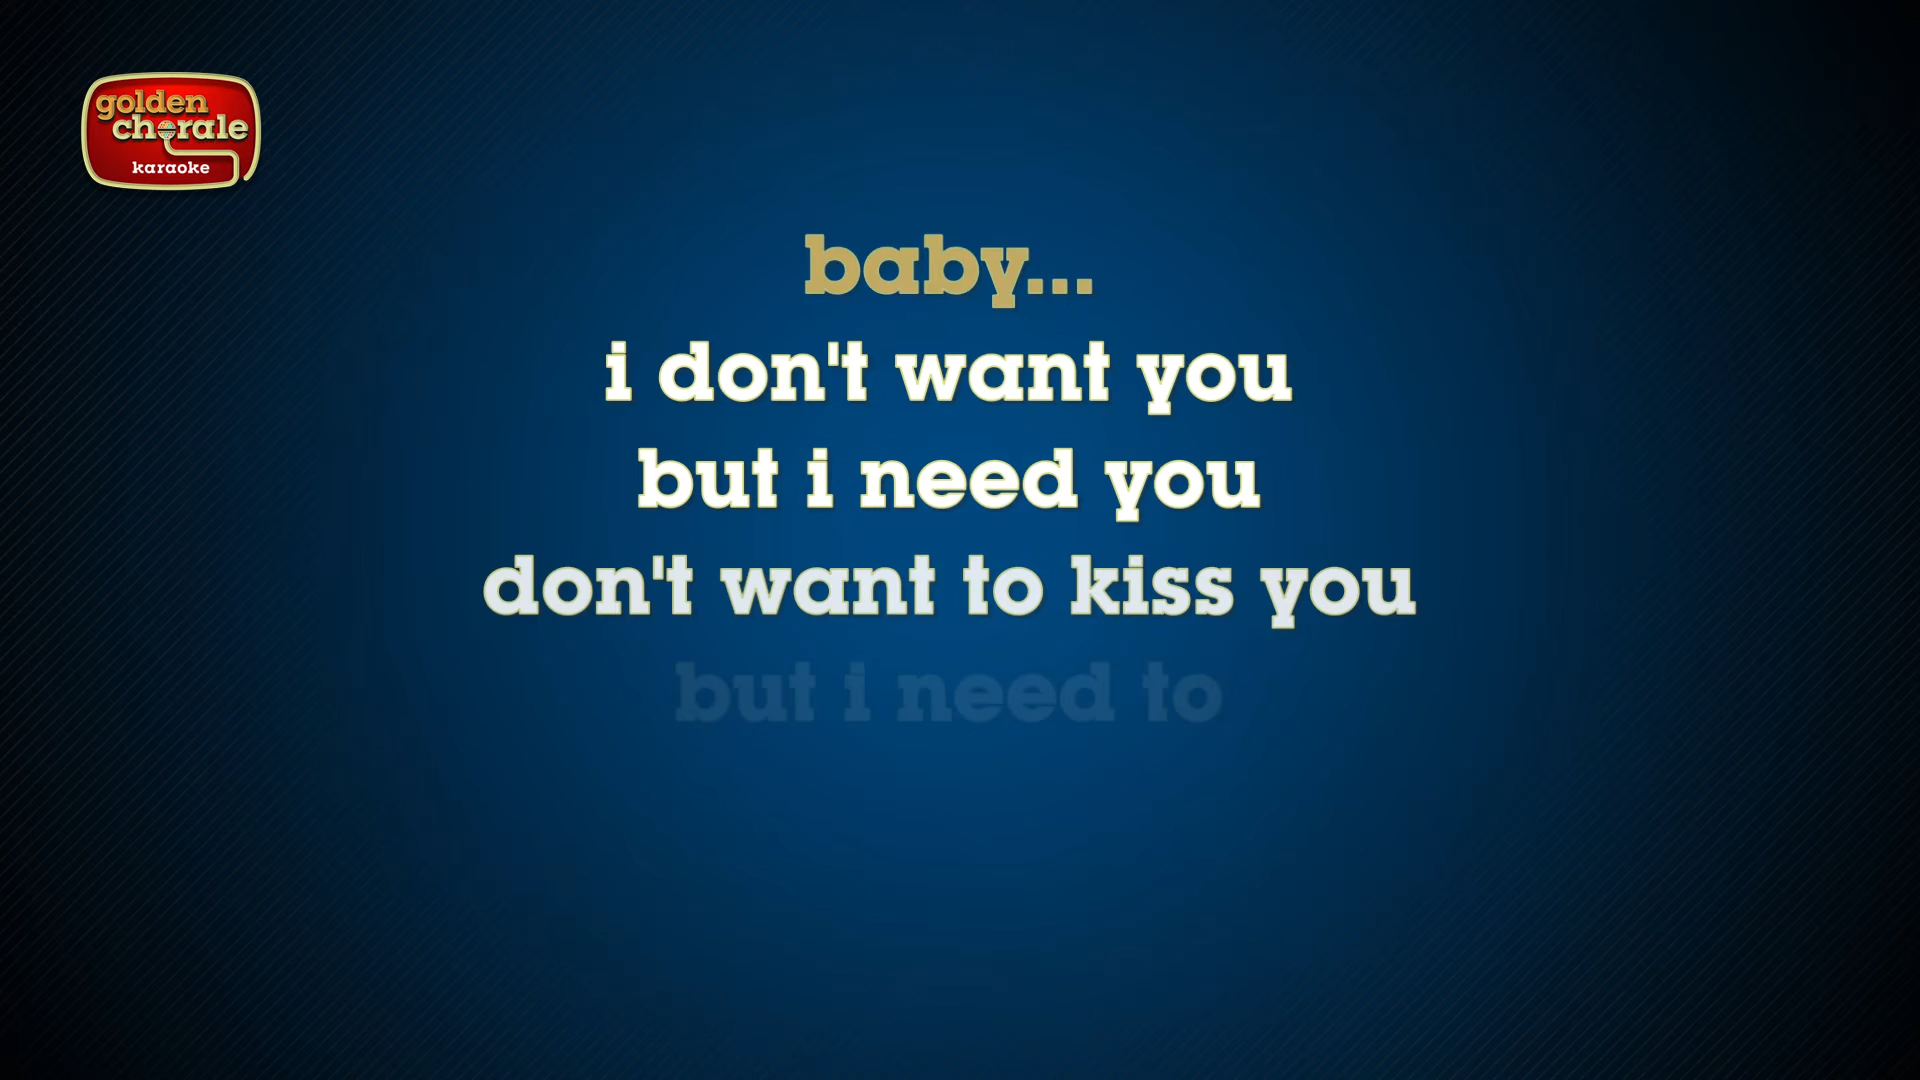 golden
chorale
karaoke
baby...
i don't want you
but i need you
don't want to kiss you
but i need to